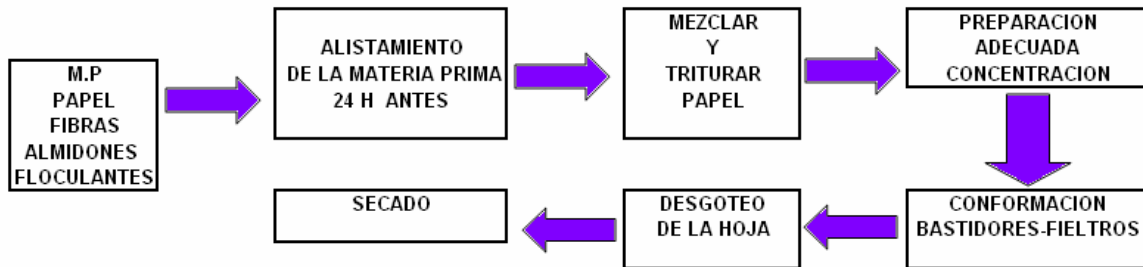 M.P
PAPEL
FIBRAS
ALMIDONES
FLOCULANTES
ALISTAMIENTO
DE LA MATERIA PRIMA
24 H ANTES
MEZCLAR
Y
TRITURAR
PAPEL
PREPARACION
ADECUADA
CONCENTRACION
CONFORMACION
BASTIDORES-FIELTROS
DESGOTEO
DE LA HOJA
SECADO